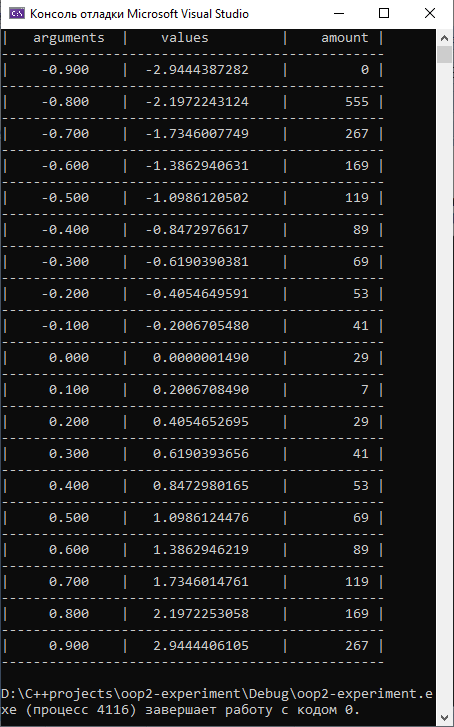 Консоль отладки Microsoft Visual Studio
| arguments | values | amount |
------------------------------------------------
| -0.900 | -2.9444387282 | 0 |
------------------------------------------------
| -0.800 | -2.1972243124 | 555 |
------------------------------------------------
| -0.700 | -1.7346007749 | 267 |
------------------------------------------------
| -0.600 | -1.3862940631 | 169 |
------------------------------------------------
| -0.500 | -1.0986120502 | 119 |
------------------------------------------------
| -0.400 | -0.8472976617 | 89 |
------------------------------------------------
| -0.300 | -0.6190390381 | 69 |
------------------------------------------------
| -0.200 | -0.4054649591 | 53 |
------------------------------------------------
| -0.100 | -0.2006705480 | 41 |
------------------------------------------------
| 0.000 | 0.0000001490 | 29 |
------------------------------------------------
| 0.100 | 0.2006708490 | 7 |
------------------------------------------------
| 0.200 | 0.4054652695 | 29 |
------------------------------------------------
| 0.300 | 0.6190393656 | 41 |
------------------------------------------------
| 0.400 | 0.8472980165 | 53 |
------------------------------------------------
| 0.500 | 1.0986124476 | 69 |
------------------------------------------------
| 0.600 | 1.3862946219 | 89 |
------------------------------------------------
| 0.700 | 1.7346014761 | 119 |
------------------------------------------------
| 0.800 | 2.1972253058 | 169 |
------------------------------------------------
| 0.900 | 2.9444406105 | 267 |
------------------------------------------------
D:\C++projects\oop2-experiment\Debug\oop2-experiment.e
xe (процесс 4116) завершает работу с кодом 0.